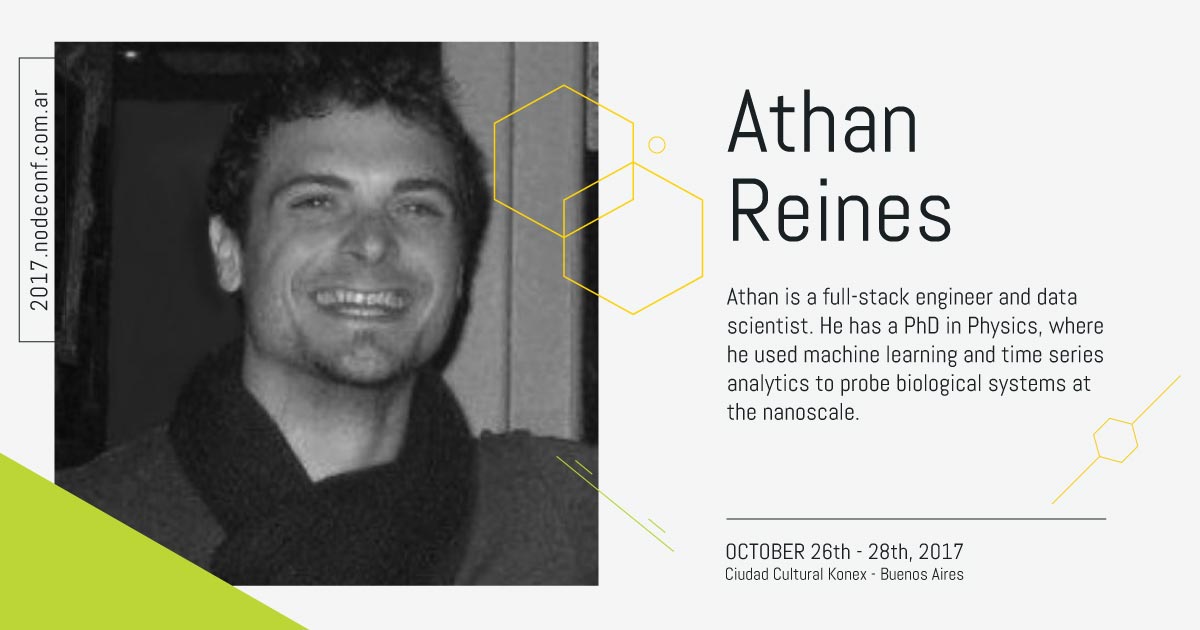 2017.nodeconf.com.ar
Athan
Reines
Athan is a full-stack engineer and data
scientist. He has a PhD in Physics, where
he used machine learning and time series
analytics to probe biological systems at
the nanoscale.
OCTOBER 26th - 28th, 2017
Ciudad Cultural Konex - Buenos Aires